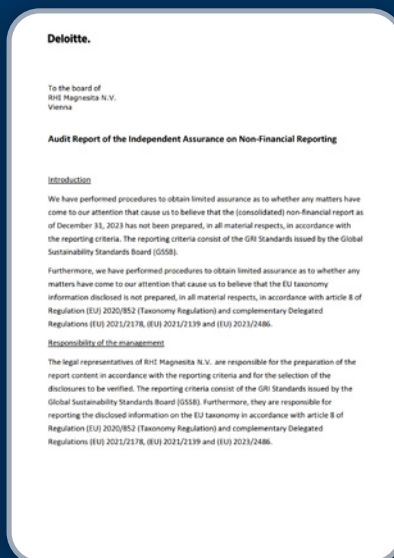 Deloitte.
To the board of
RHI Magnesita N.V.
Vienna
Audit Report of the Independent Assurance on Non-Financial Reporting
Introduction
We have performed procedures to obtain limited assurance as to whether any matters have
come to our attention that cause us to believe that the (consolidated) non-financial report as
of December 31, 2023 has not been prepared, in all material respects, in accordance with
the reporting criteria. The reporting criteria consist of the GRI Standards issued by the Global
Sustainability Standards Board (GSSB).
Furthermore, we have performed procedures to obtain limited assurance as to whether any
matters have come to our attention that cause us to believe that the EU taxonomy
information disclosed is not prepared, in all material respects, in accordance with article 8 of
Regulation (EU) 2020/852 (Taxonomy Regulation) and complementary Delegated
Regulations (EU) 2021/2178, (EU) 2021/2139 and (EU) 2023/2486.
Responsibility of the management
The legal representatives of RHI Magnesita N.V. are responsible for the preparation of the
report content in accordance with the reporting criteria and for the selection of the
disclosures to be verified. The reporting criteria consist of the GRI Standards issued by the
Global Sustainability Standards Board (GSSB). Furthermore, they are responsible for
reporting the disclosed information on the EU taxonomy in accordance with article 8 of
Regulation (EU) 2020/852 (Taxonomy Regulation) and complementary Delegated
Regulations (EU) 2021/2178, (EU) 2021/2139 and (EU) 2023/2486.